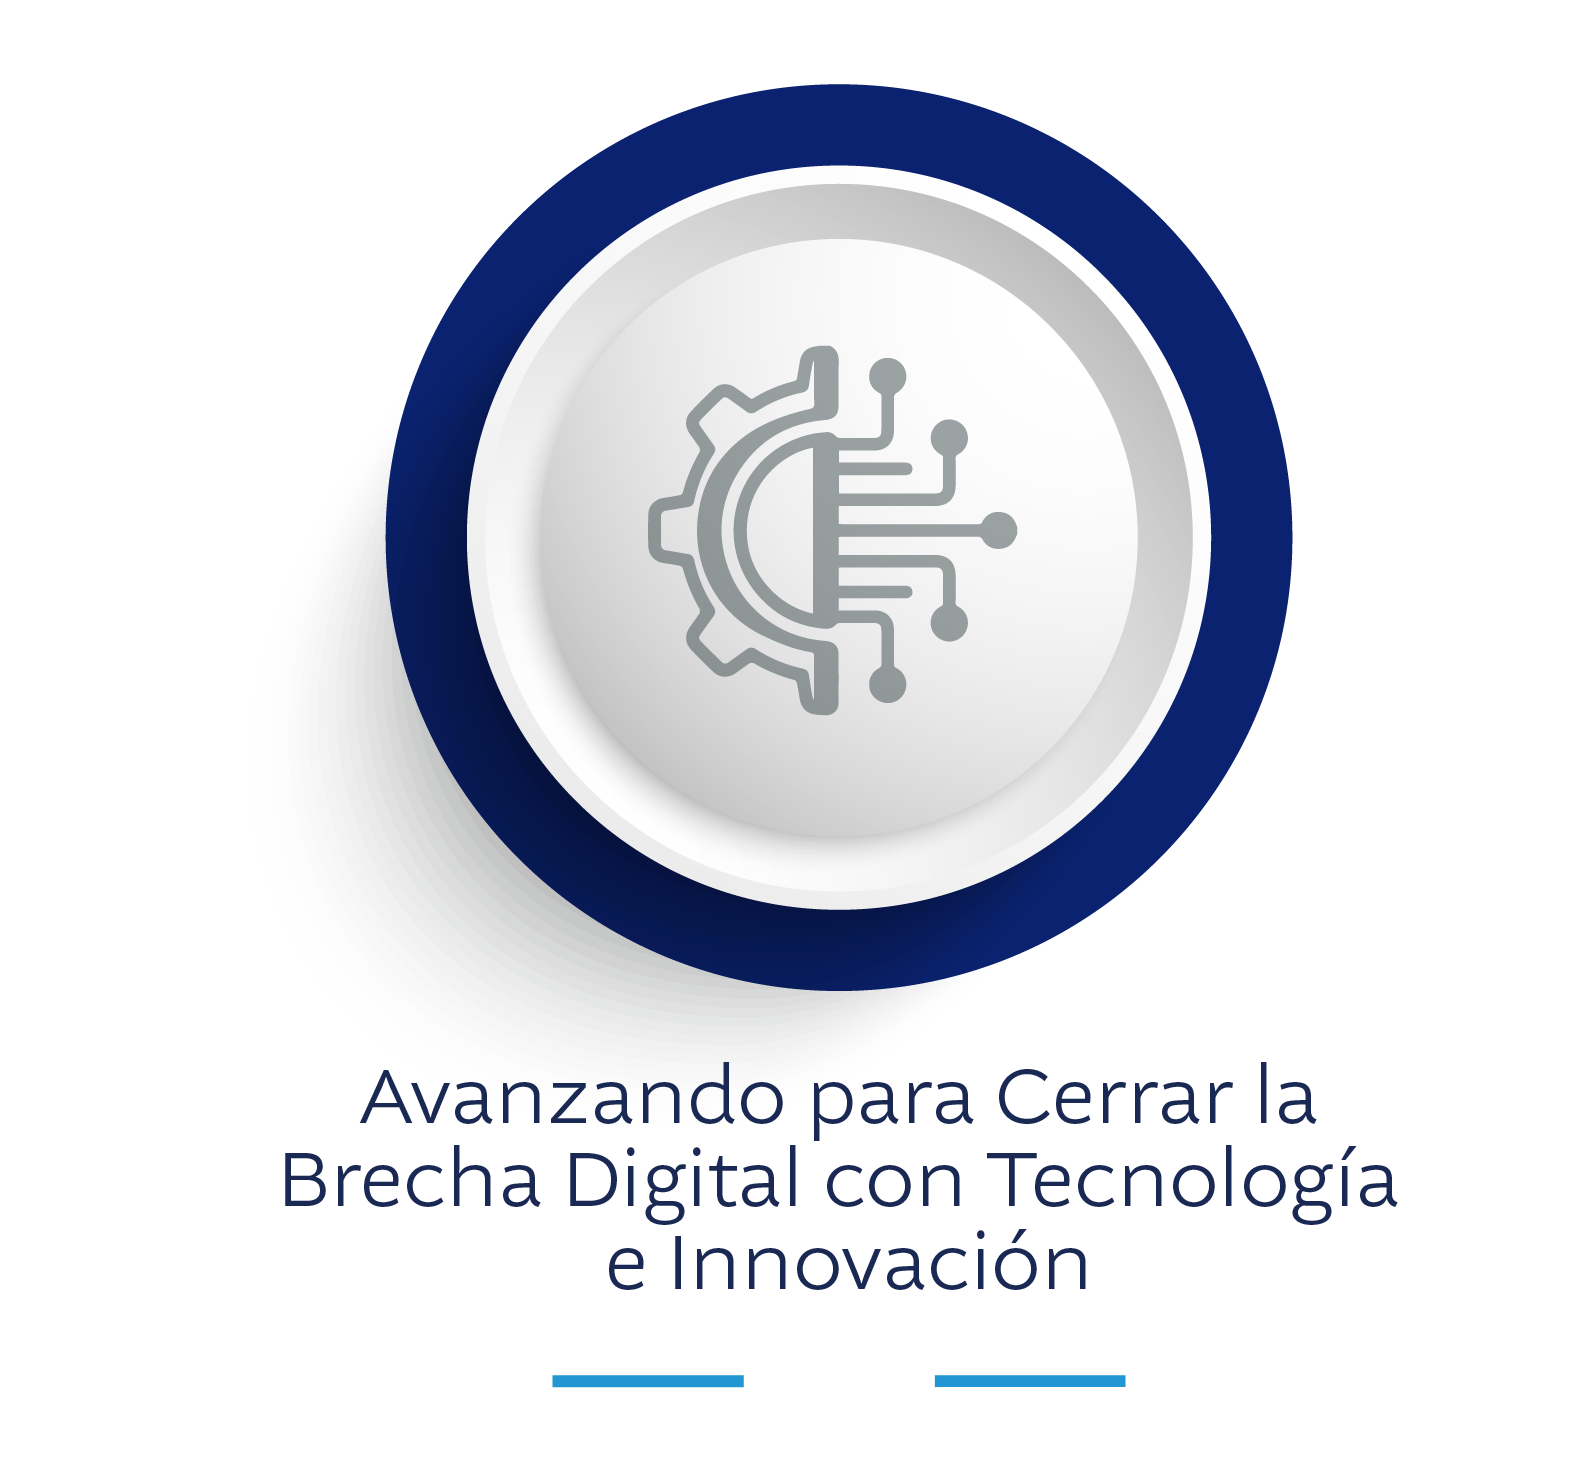 Avanzando para Cerrar la
Brecha Digital con Tecnología
e Innovación